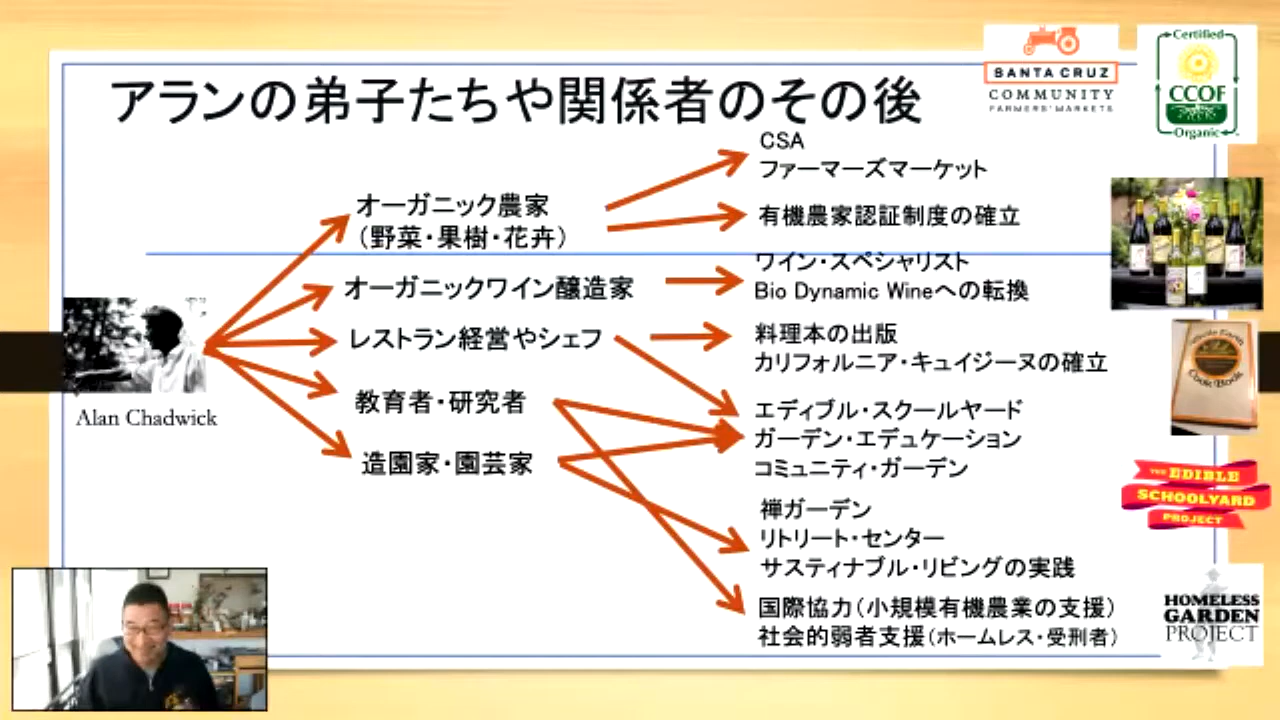 アランの弟子たちや関係者のその後
SANTA CRUZ
COMMUNITY
FARMERS' MARKETS
Certified
CCOF
Organic
CSA
ファーマーズマーケット
オーガニック農家
(野菜・果樹・花卉)
有機農家認証制度の確立
オーガニックワイン醸造家
ワイン・スペシャリスト
Bio Dynamic Wineへの転換
レストラン経営やシェフ
料理本の出版
カリフォルニア・キュイジーヌの確立
Alan Chadwick
教育者・研究者
エディブル・スクールヤード
ガーデン・エデュケーション
コミュニティ・ガーデン
造園家・園芸家
禅ガーデン
リトリート・センター
サスティナブル・リビングの実践
国際協力(小規模有機農業の支援)
社会的弱者支援(ホームレス・受刑者)
Cook Book
THE EDIBLE
SCHOOLYARD
PROJECT
HOMELESS
GARDEN
PROJECT